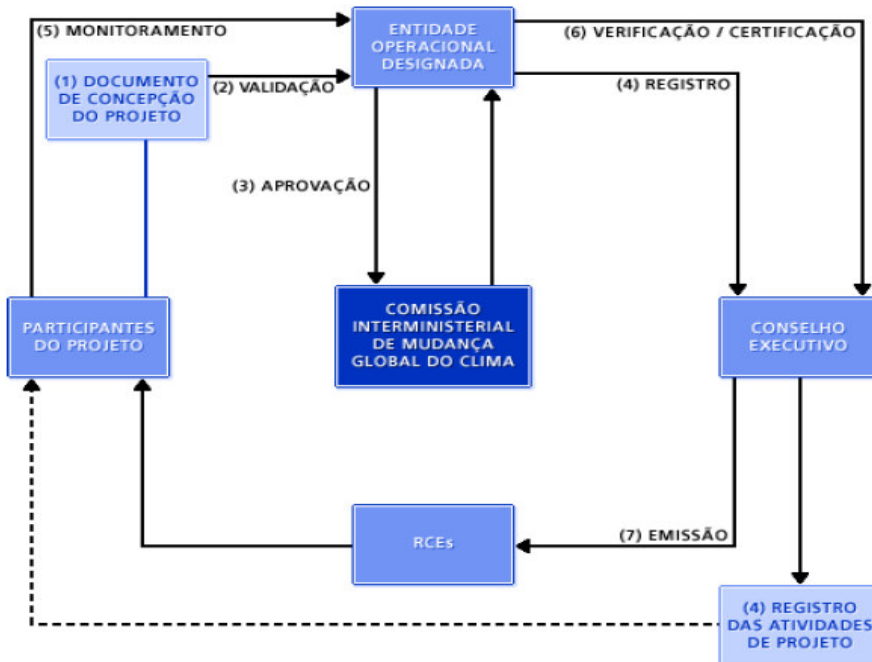 (5) MONITORAMENTO
ENTIDADE
OPERACIONAL
DESIGNADA
(6) VERIFICAÇÃO / CERTIFICAÇÃO
(1) DOCUMENTO
DE CONCEPÇÃO
DO PROJETO
(2) VALIDAÇÃO
(4) REGISTRO
(3) APROVAÇÃO
PARTICIPANTES
DO PROJETO
COMISSÃO
INTERMINISTERIAL
DE MUDANÇA
GLOBAL DO CLIMA
CONSELHO
EXECUTIVO
RCEs
(7) EMISSÃO
(4) REGISTRO
DAS ATIVIDADES
DE PROJETO